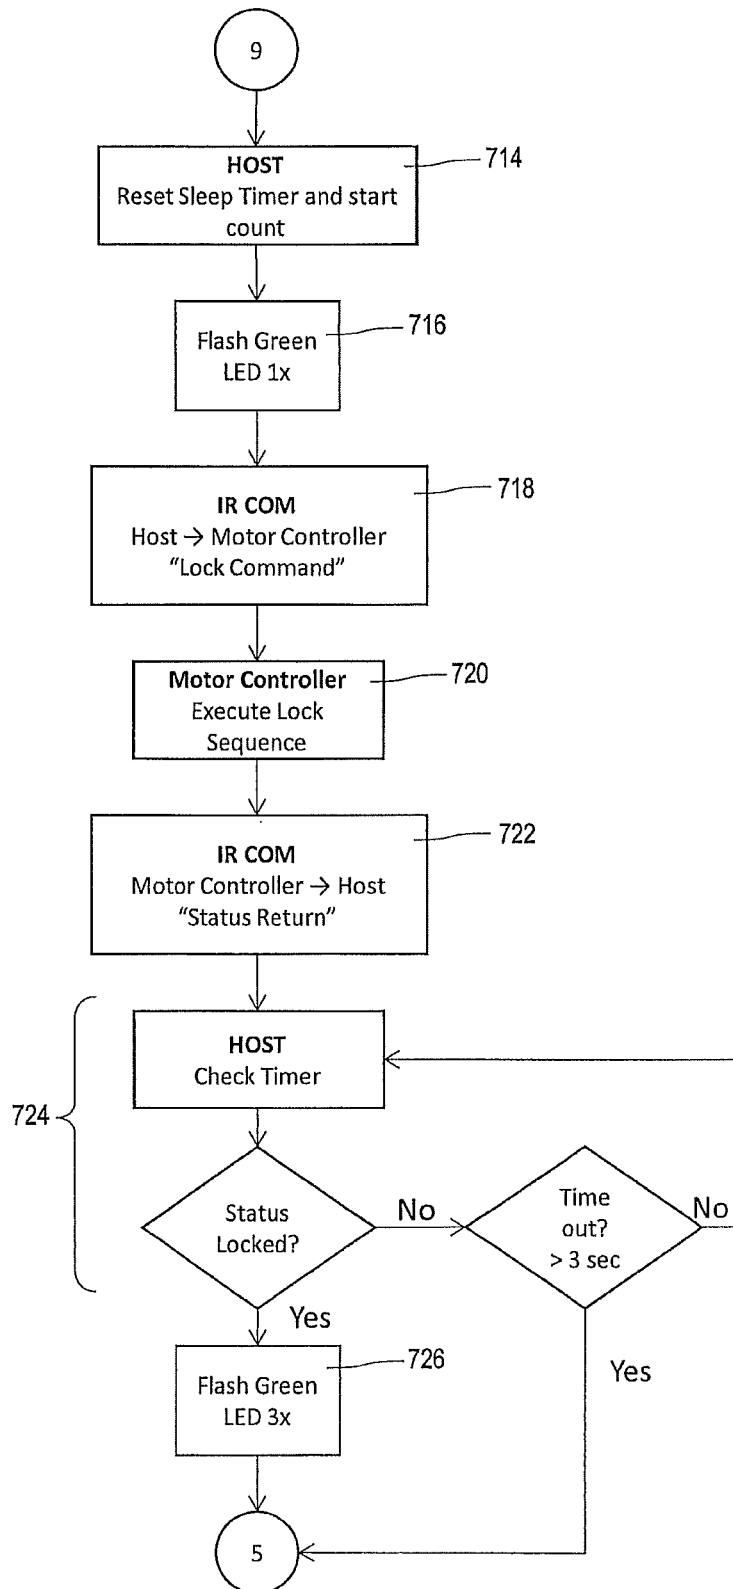 9
HOST
Reset Sleep Timer and start
count
714
Flash Green
LED 1x
716
IR COM
Host → Motor Controller
“Lock Command”
718
Motor Controller
Execute Lock
Sequence
720
IR COM
Motor Controller → Host
“Status Return”
722
724
HOST
Check Timer
Status
Locked?
No
Time
out?
> 3 sec
No
Yes
Yes
Flash Green
LED 3x
726
5